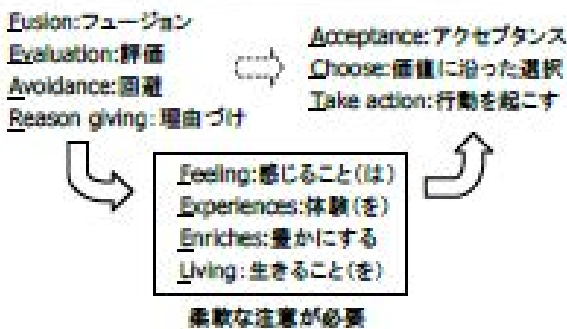 Fusion:フュージョン
Evaluation:評価
Avoidance:回避
Reason giving:理由づけ
Acceptance:アクセプタンス
Choose:価値に沿った選択
Take action:行動を起こす
Feeling:感じること(は)
Experiences:体験(を)
Enriches:豊かにする
Living:生きること(を)
柔軟な注意が必要